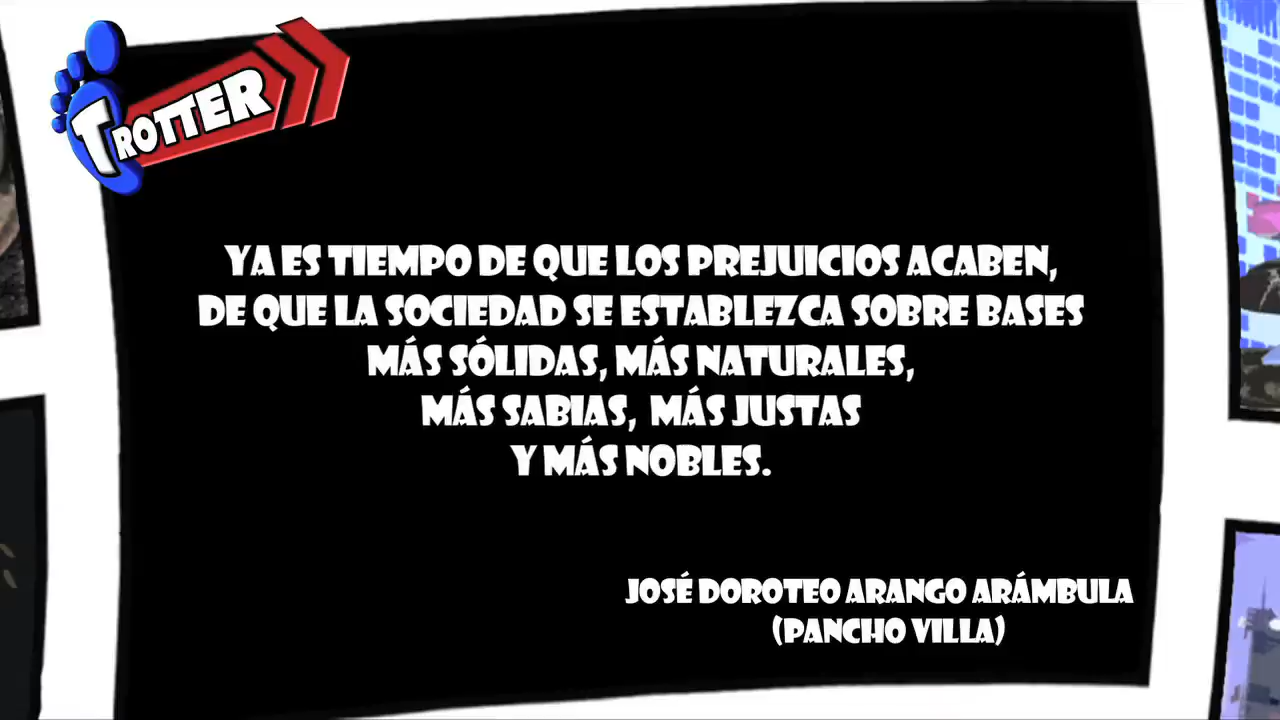 TROTTER
YA ES TIEMPO DE QUE LOS PREJUICIOS ACABEN,
DE QUE LA SOCIEDAD SE ESTABLEZCA SOBRE BASES
MÁS SÓLIDAS, MÁS NATURALES,
MÁS SABIAS, MÁS JUSTAS
Y MÁS NOBLES.
JOSÉ DOROTEO ARANGO ARÁMBULA
(PANCHO VILLA)